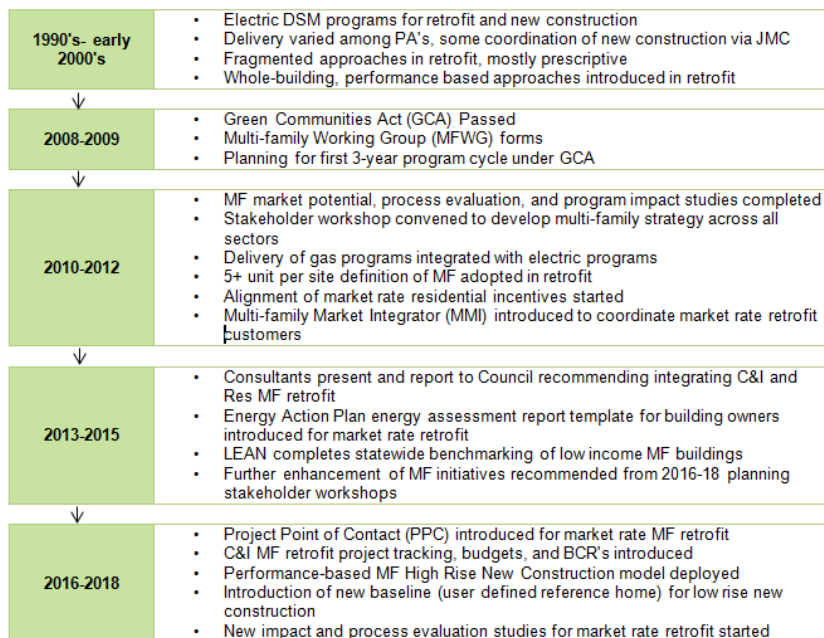 1990's- early
2000's
• Electric DSM programs for retrofit and new construction
• Delivery varied among PA's, some coordination of new construction via JMC
• Fragmented approaches in retrofit, mostly prescriptive
• Whole-building, performance based approaches introduced in retrofit
2008-2009
• Green Communities Act (GCA) Passed
• Multi-family Working Group (MFWG) forms
• Planning for first 3-year program cycle under GCA
2010-2012
• MF market potential, process evaluation, and program impact studies completed
• Stakeholder workshop convened to develop multi-family strategy across all
sectors
• Delivery of gas programs integrated with electric programs
• 5+ unit per site definition of MF adopted in retrofit
• Alignment of market rate residential incentives started
• Multi-family Market Integrator (MMI) introduced to coordinate market rate retrofit
customers
2013-2015
• Consultants present and report to Council recommending integrating C&I and
Res MF retrofit
• Energy Action Plan energy assessment report template for building owners
introduced for market rate retrofit
• LEAN completes statewide benchmarking of low income MF buildings
• Further enhancement of MF initiatives recommended from 2016-18 planning
stakeholder workshops
2016-2018
• Project Point of Contact (PPC) introduced for market rate MF retrofit
• C&I MF retrofit project tracking, budgets, and BCR's introduced
• Performance-based MF High Rise New Construction model deployed
• Introduction of new baseline (user defined reference home) for low rise new
construction
• New impact and process evaluation studies for market rate retrofit started